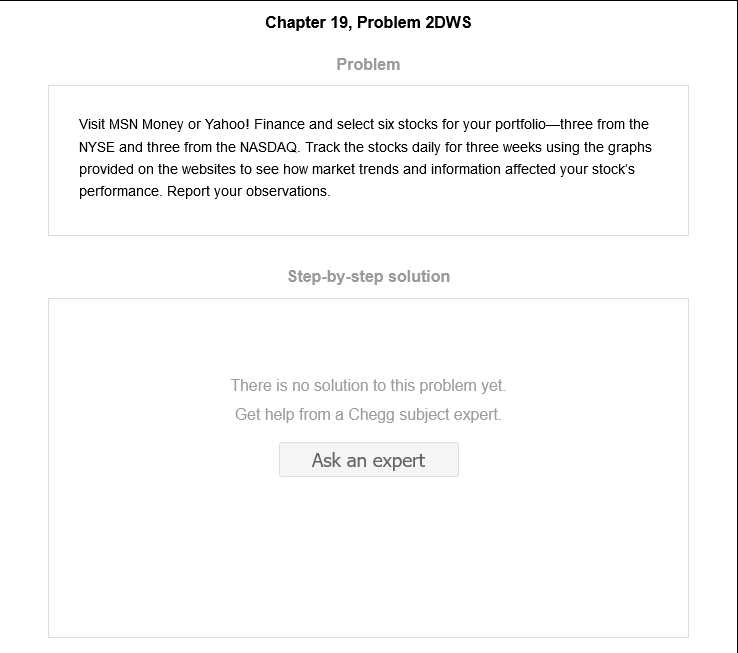 Chapter 19, Problem 2DWS
Problem
Visit MSN Money or Yahoo! Finance and select six stocks for your portfolio—three from the
NYSE and three from the NASDAQ. Track the stocks daily for three weeks using the graphs
provided on the websites to see how market trends and information affected your stock's
performance. Report your observations.
Step-by-step solution
There is no solution to this problem yet.
Get help from a Chegg subject expert.
Ask an expert